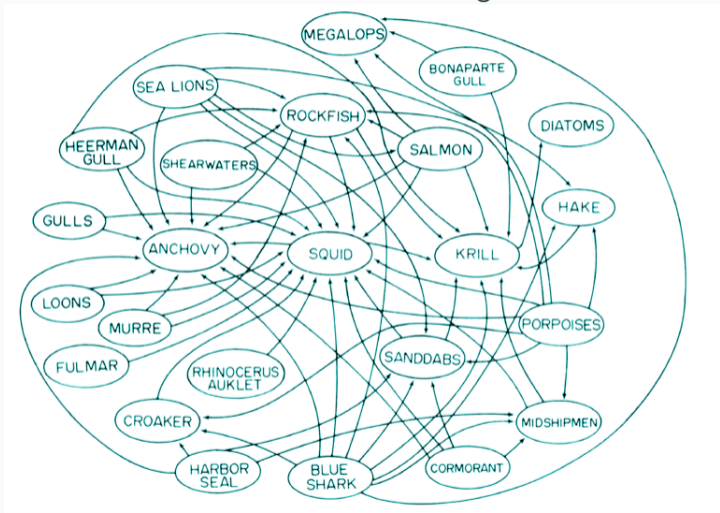 MEGALOPS
BONAPARTE
GULL
SEA LIONS
ROCKFISH
DIATOMS
HEERMAN
GULL
SHEARWATERS
SALMON
HAKE
GULLS
ANCHOVY
SQUID
KRILL
LOONS
MURRE
PORPOISES
FULMAR
RHINOCERUS
AUKLET
SANDDABS
CROAKER
MIDSHIPMEN
HARBOR
SEAL
BLUE
SHARK
CORMORANT